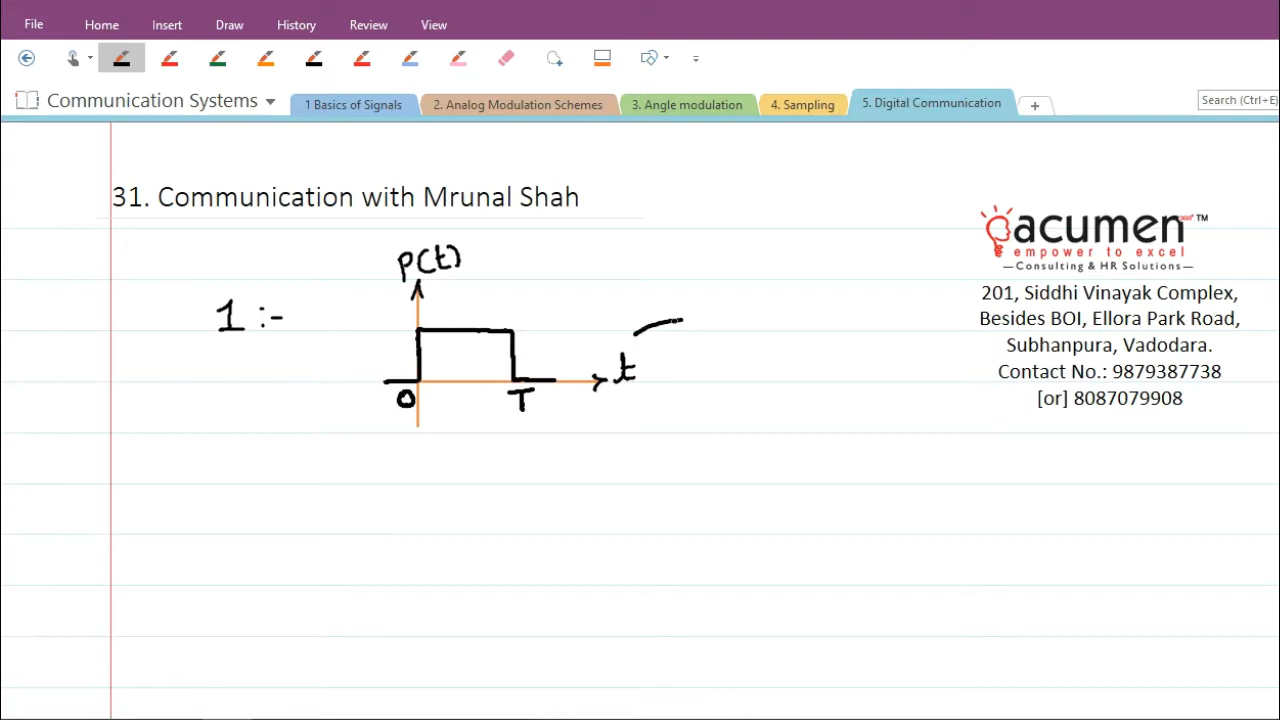 File Home Insert Draw History Review View
Communication Systems 1 Basics of Signals 2. Analog Modulation Schemes 3. Angle modulation 4. Sampling 5. Digital Communication + Search (Ctrl+E)
31. Communication with Mrunal Shah
acumen ™
empower to excel
Consulting & HR Solutions
201, Siddhi Vinayak Complex,
Besides BOI, Ellora Park Road,
Subhanpura, Vadodara.
Contact No.: 9879387738
[or] 8087079908
P(t)
1 :-
t
0 T